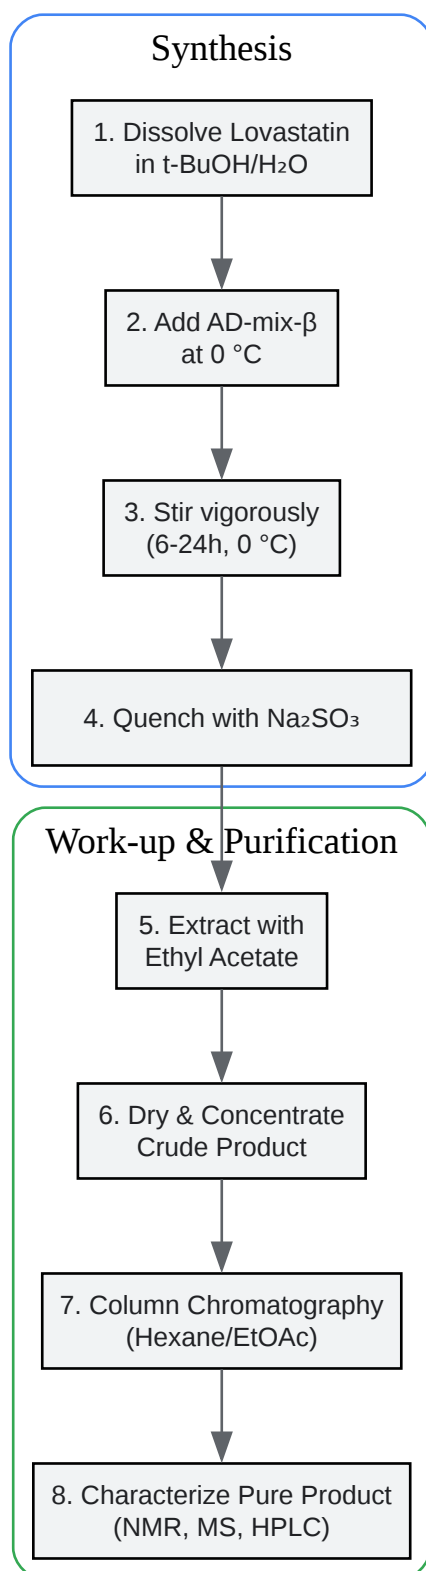 Synthesis
1. Dissolve Lovastatin
in t-BuOH/H₂O
2. Add AD-mix-β
at 0 °C
3. Stir vigorously
(6-24h, 0 °C)
4. Quench with Na₂SO₃
Work-up & Purification
5. Extract with
Ethyl Acetate
6. Dry & Concentrate
Crude Product
7. Column Chromatography
(Hexane/EtOAc)
8. Characterize Pure Product
(NMR, MS, HPLC)